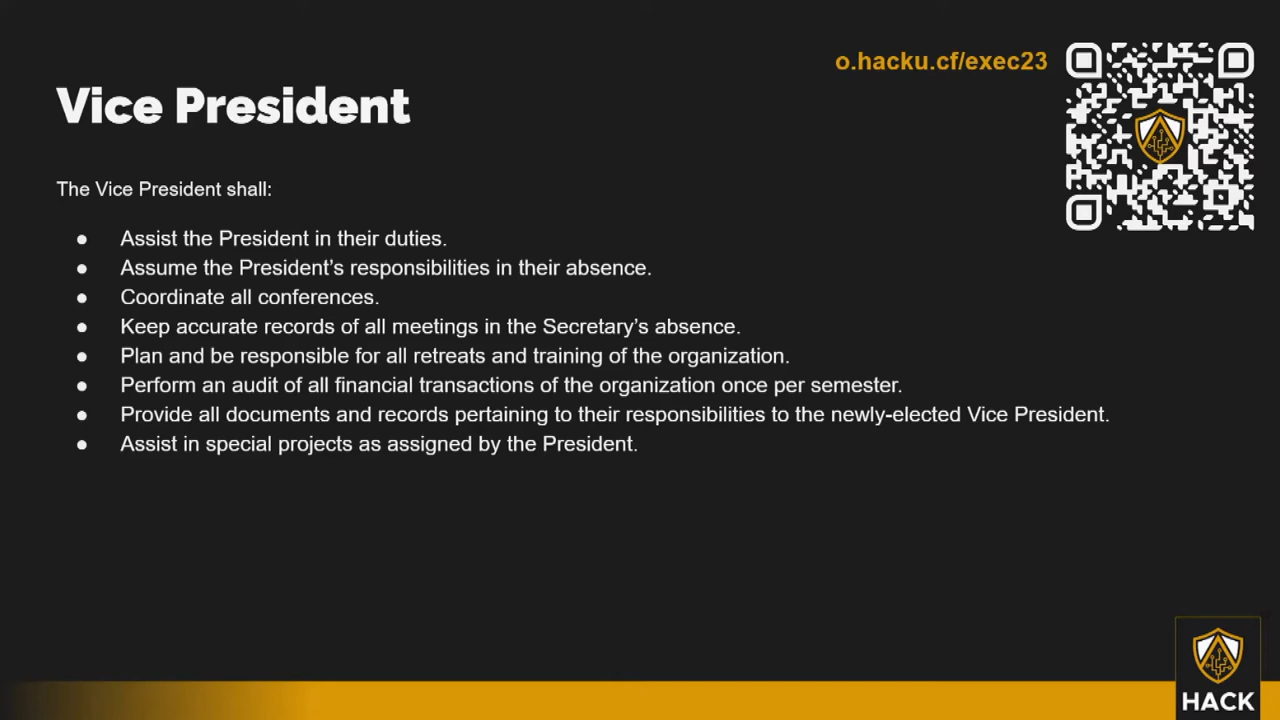 o.hacku.cf/exec23
Vice President
The Vice President shall:
● Assist the President in their duties.
● Assume the President’s responsibilities in their absence.
● Coordinate all conferences.
● Keep accurate records of all meetings in the Secretary’s absence.
● Plan and be responsible for all retreats and training of the organization.
● Perform an audit of all financial transactions of the organization once per semester.
● Provide all documents and records pertaining to their responsibilities to the newly-elected Vice President.
● Assist in special projects as assigned by the President.
HACK